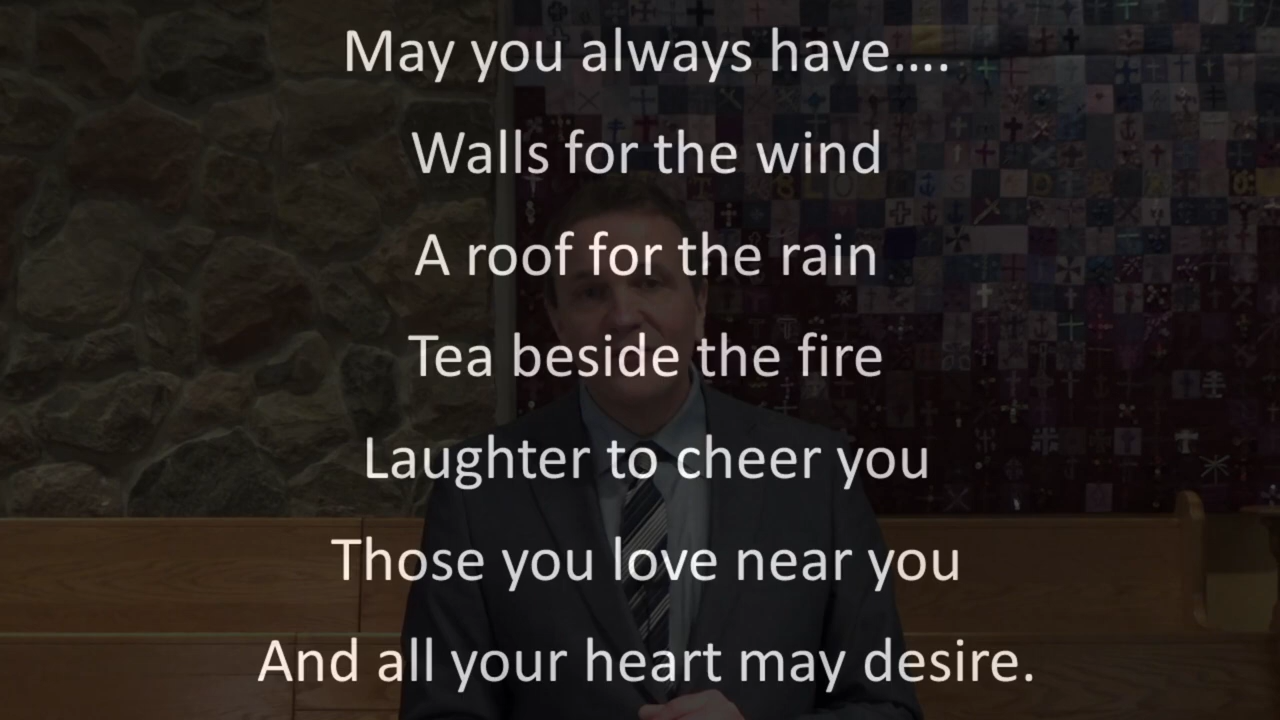 May you always have….
Walls for the wind
A roof for the rain
Tea beside the fire
Laughter to cheer you
Those you love near you
And all your heart may desire.